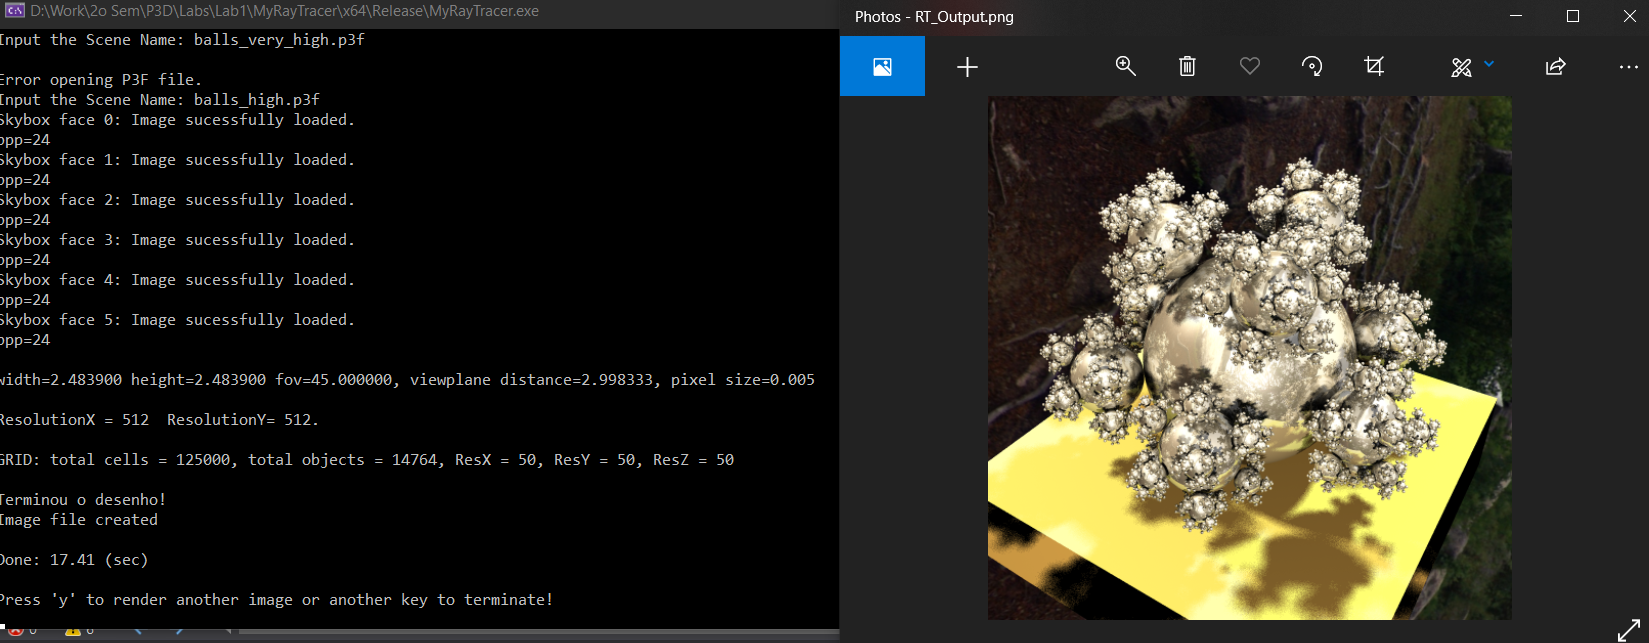 D:\Work\2o Sem\P3D\Labs\Lab1\MyRayTracer\x64\Release\MyRayTracer.exe
Photos - RT_Output.png
Input the Scene Name: balls_very_high.p3f
Error opening P3F file.
Input the Scene Name: balls_high.p3f
Skybox face 0: Image sucessfully loaded.
bpp=24
Skybox face 1: Image sucessfully loaded.
bpp=24
Skybox face 2: Image sucessfully loaded.
bpp=24
Skybox face 3: Image sucessfully loaded.
bpp=24
Skybox face 4: Image sucessfully loaded.
bpp=24
Skybox face 5: Image sucessfully loaded.
bpp=24
width=2.483900 height=2.483900 fov=45.000000, viewplane distance=2.998333, pixel size=0.005
ResolutionX = 512  ResolutionY= 512.
GRID: total cells = 125000, total objects = 14764, ResX = 50, ResY = 50, ResZ = 50
Terminou o desenho!
Image file created
Done: 17.41 (sec)
Press 'y' to render another image or another key to terminate!